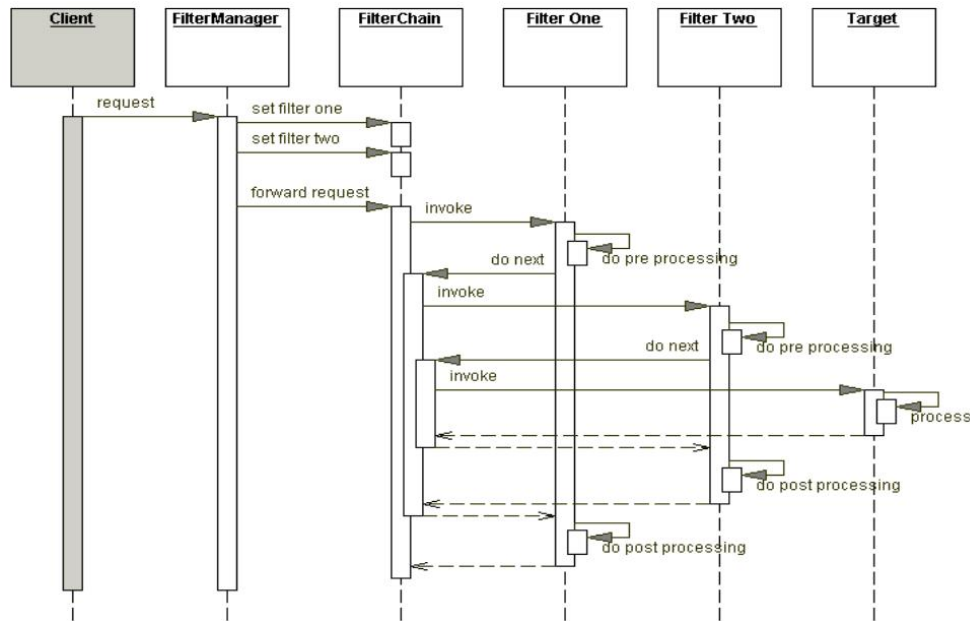 Client FilterManager FilterChain Filter One Filter Two Target
request
set filter one
set filter two
forward request
invoke
do pre processing
do next
invoke
do pre processing
do next
invoke
process
do post processing
do post processing